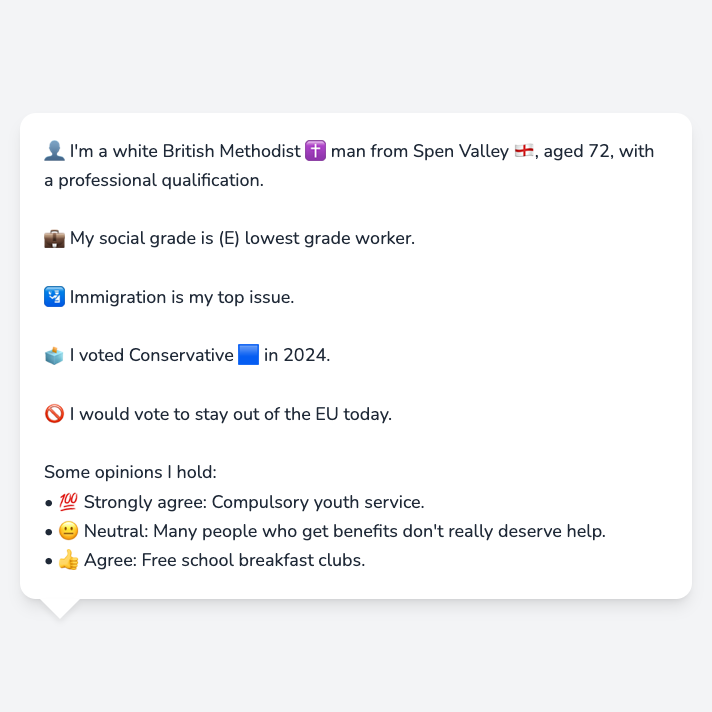 👤 I'm a white British Methodist ✝️ man from Spen Valley 🏴󠁧󠁢󠁥󠁮󠁧󠁿, aged 72, with
a professional qualification.
💼 My social grade is (E) lowest grade worker.
🛂 Immigration is my top issue.
🗳️ I voted Conservative 🟦 in 2024.
🚫 I would vote to stay out of the EU today.
Some opinions I hold:
• 💯 Strongly agree: Compulsory youth service.
• 😐 Neutral: Many people who get benefits don't really deserve help.
• 👍 Agree: Free school breakfast clubs.